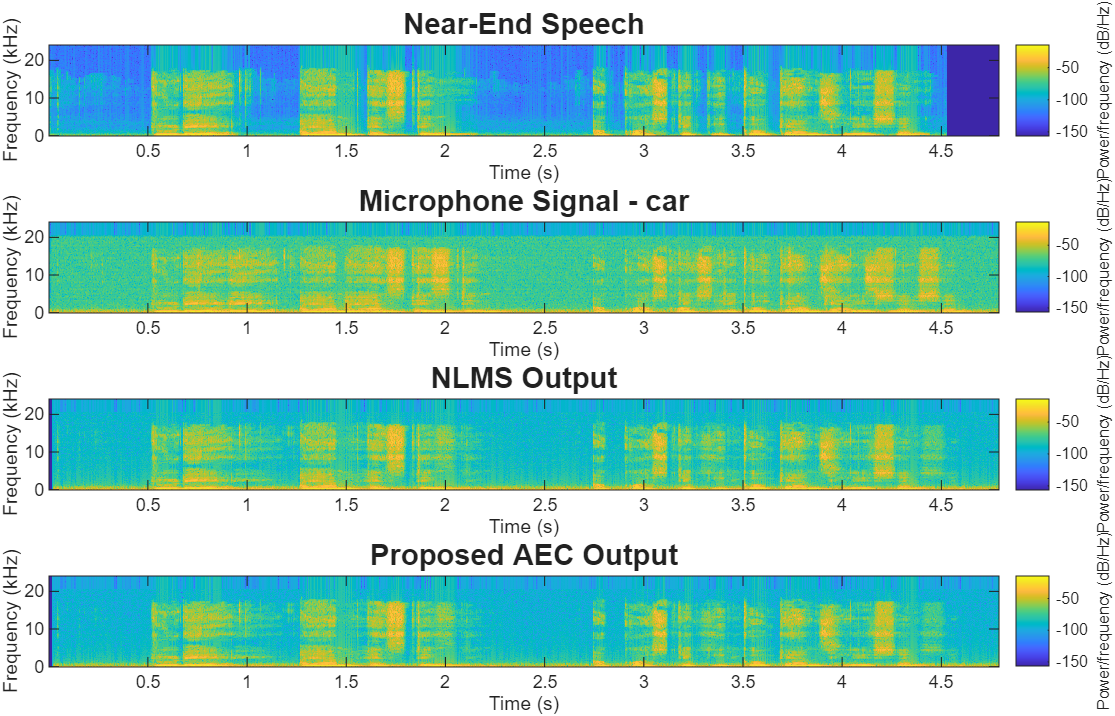 Near-End Speech
Frequency (kHz)
20
10
0
0.5 1 1.5 2 2.5 3 3.5 4 4.5
Time (s)
-50
-100
-150
Power/frequency (dB/Hz)
Microphone Signal - car
Frequency (kHz)
20
10
0
0.5 1 1.5 2 2.5 3 3.5 4 4.5
Time (s)
-50
-100
-150
Power/frequency (dB/Hz)
NLMS Output
Frequency (kHz)
20
10
0
0.5 1 1.5 2 2.5 3 3.5 4 4.5
Time (s)
-50
-100
-150
Power/frequency (dB/Hz)
Proposed AEC Output
Frequency (kHz)
20
10
0
0.5 1 1.5 2 2.5 3 3.5 4 4.5
Time (s)
-50
-100
-150
Power/frequency (dB/Hz)